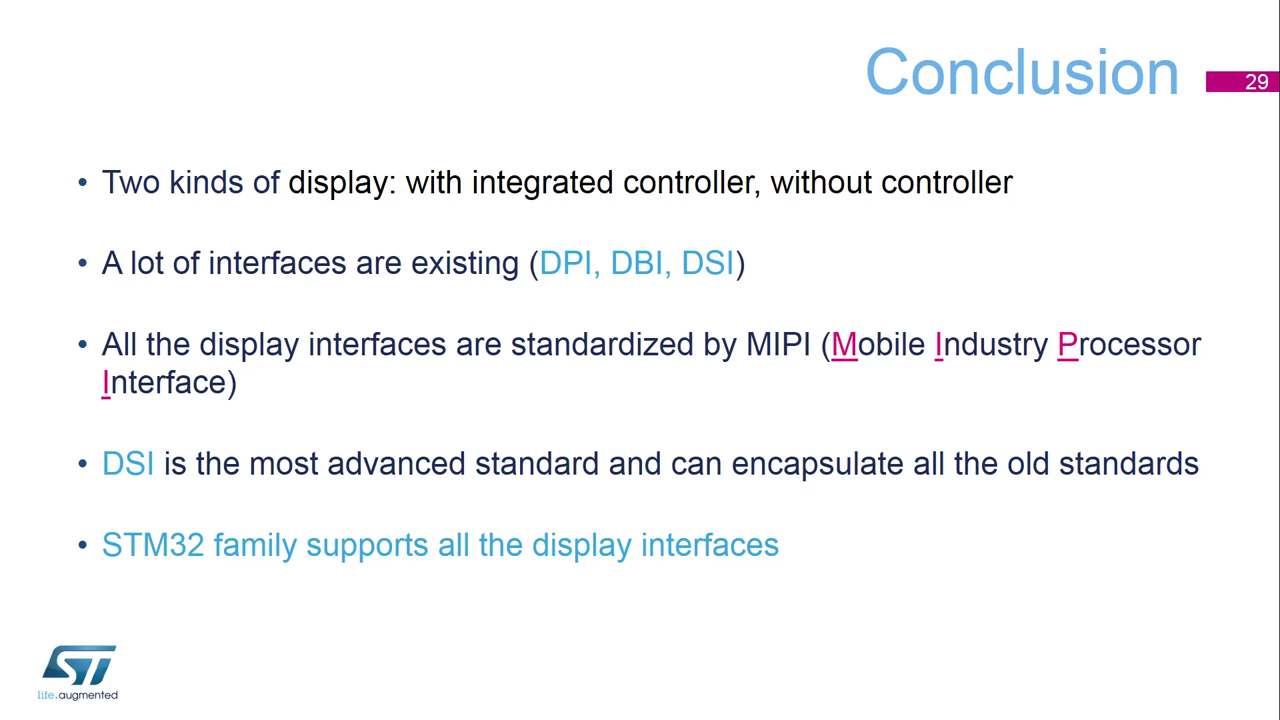 Conclusion
29
• Two kinds of display: with integrated controller, without controller
• A lot of interfaces are existing (DPI, DBI, DSI)
• All the display interfaces are standardized by MIPI (Mobile Industry Processor
Interface)
• DSI is the most advanced standard and can encapsulate all the old standards
• STM32 family supports all the display interfaces
ST
life.augmented